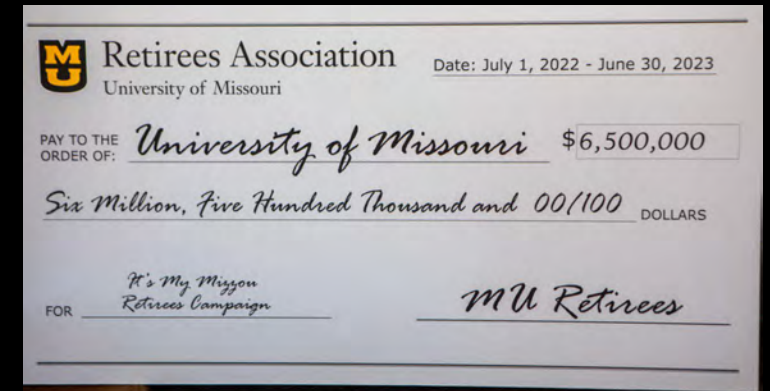 MU
Retirees Association
University of Missouri
Date: July 1, 2022 - June 30, 2023
PAY TO THE
ORDER OF:
University of Missouri
$6,500,000
Six Million, Five Hundred Thousand and 00/100 DOLLARS
FOR
It's My Mizzou
Retirees Campaign
MU Retirees